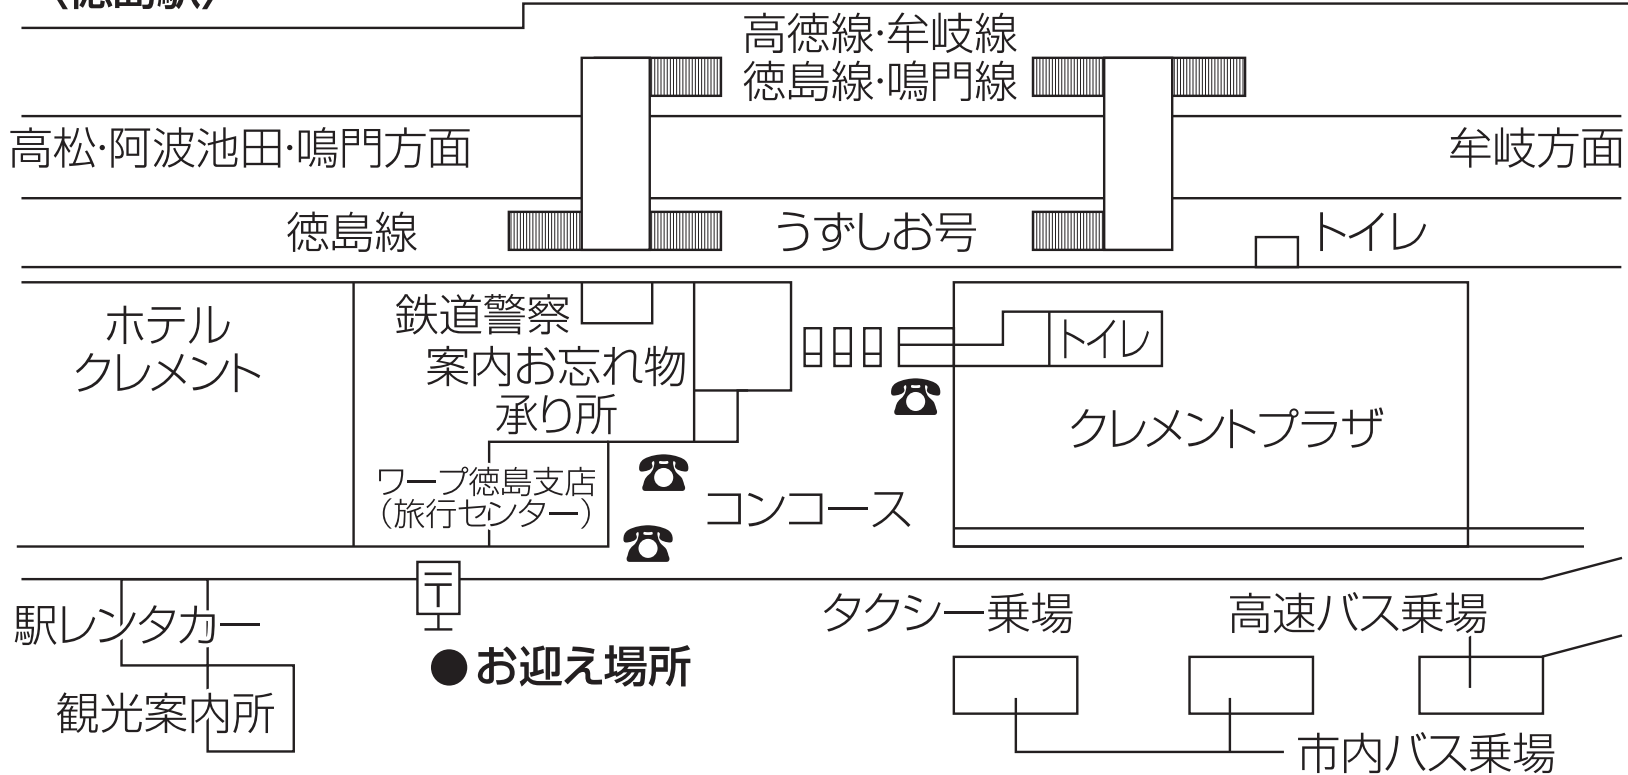 (徳島駅)
高徳線・牟岐線
徳島線・鳴門線
高松・阿波池田・鳴門方面
牟岐方面
徳島線
うずしお号
トイレ
ホテル
クレメント
鉄道警察
案内お忘れ物
承り所
トイレ
クレメントプラザ
ワープ徳島支店
(旅行センター)
コンコース
〒
駅レンタカー
タクシー乗場
高速バス乗場
●お迎え場所
観光案内所
市内バス乗場